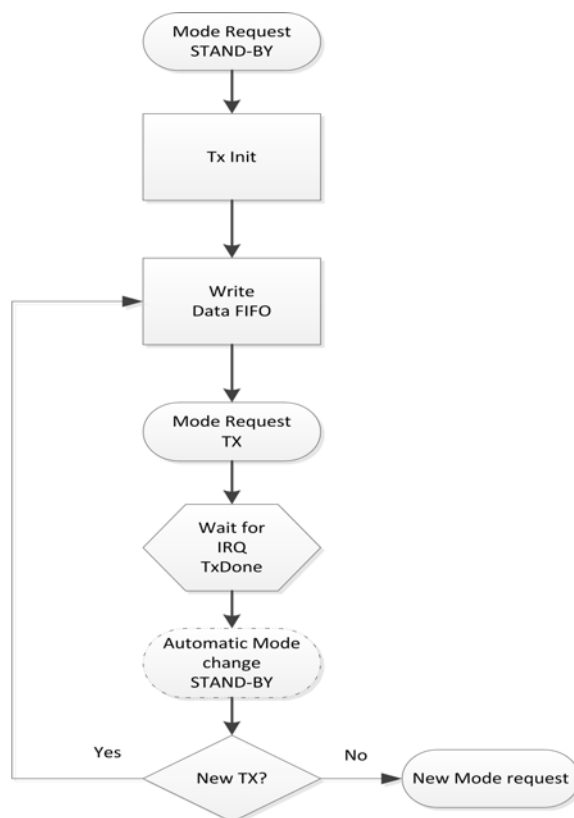 Mode Request
STAND-BY
Tx Init
Write
Data FIFO
Mode Request
TX
Wait for
IRQ
TxDone
Automatic Mode
change
STAND-BY
Yes
New TX?
No
New Mode request